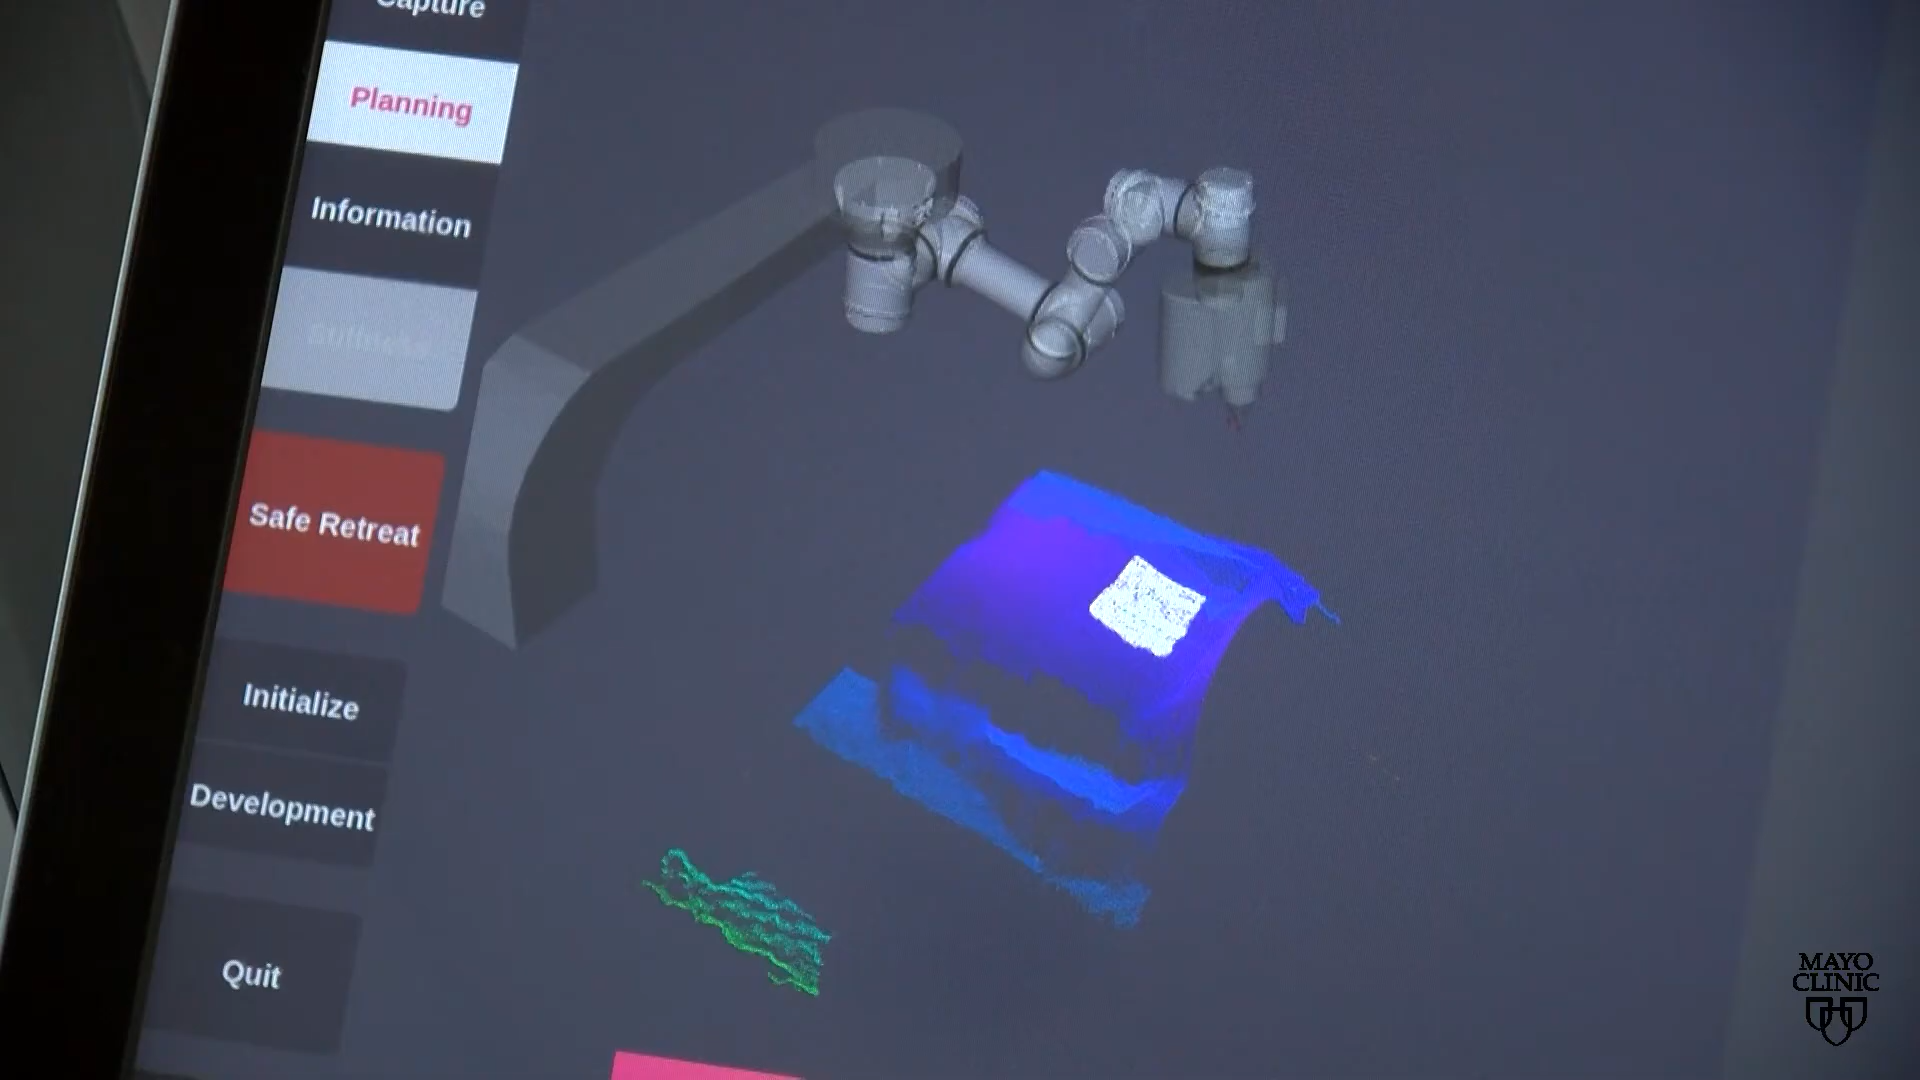 Capture
Planning
Information
Safe Retreat
Initialize
Development
Quit
MAYO
CLINIC